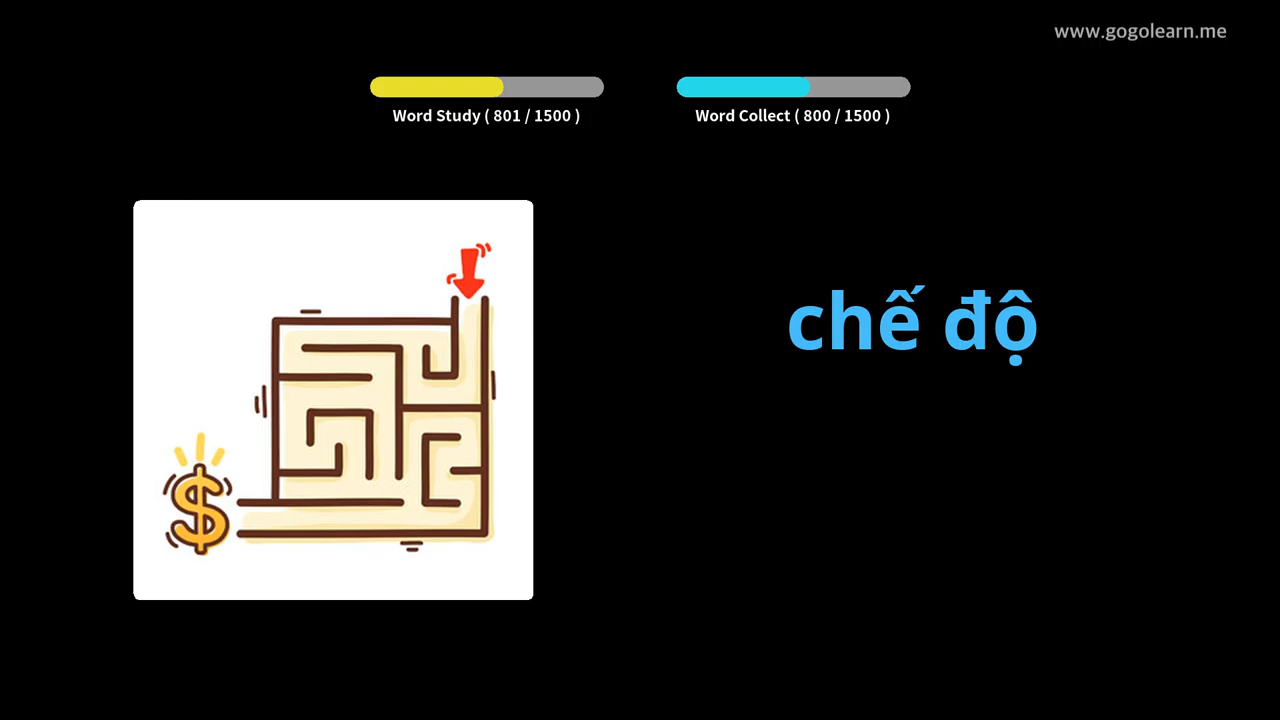 www.gogolearn.me
Word Study ( 801 / 1500 )
Word Collect ( 800 / 1500 )
chế độ
$